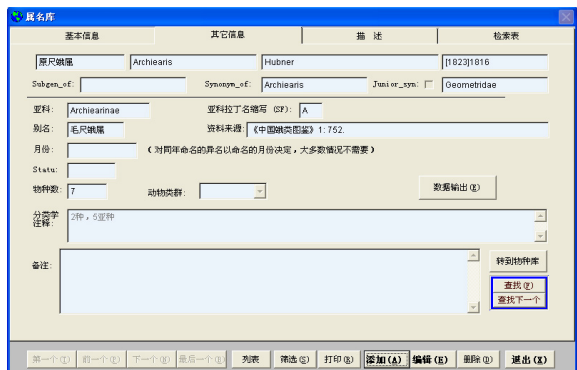 属名库
基本信息 其它信息 描 述 检索表
原尺蛾属 Archiearis Hubner [1823]1816
Subgen_of: Synonym_of: Archiearis Junior_syn: Geometridae
亚科: Archiearinae 亚科拉丁名缩写 (SF): A
别名: 毛尺蛾属 资料来源: 《中国蛾类图鉴》1: 752.
月份: (对同年命名的异名以命名的月份决定，大多数情况不需要)
Statu:
物种数: 7 动物类群: 数据输出(E)
分类学注释: 2种，5亚种
备注: 转到物种库
查找(F)
查找下一个
第一个(T) 前一个(P) 下一个(N) 最后一个(B) 列表 筛选(S) 打印(R) 添加(A) 编辑(E) 删除(D) 退出(X)